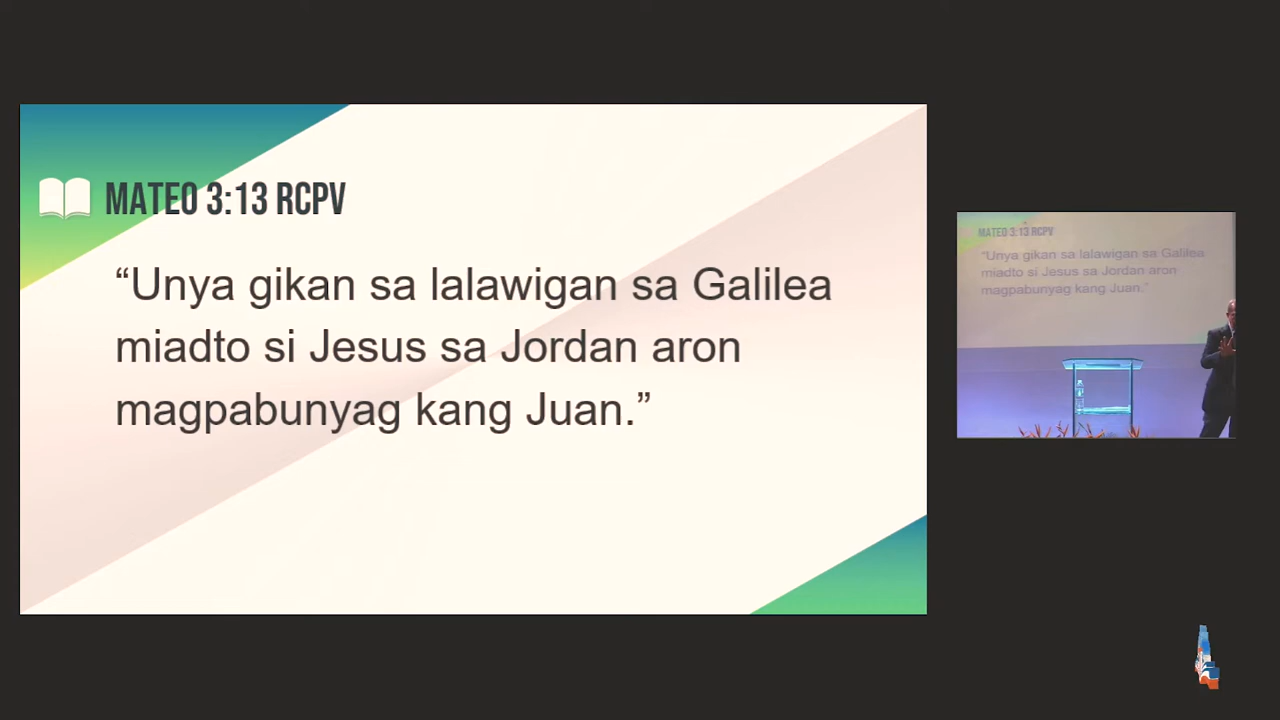 MATEO 3:13 RCPV
“Unya gikan sa lalawigan sa Galilea
miadto si Jesus sa Jordan aron
magpabunyag kang Juan.”
MATEO 3:13 RCPV
“Unya gikan sa lalawigan sa Galilea
miadto si Jesus sa Jordan aron
magpabunyag kang Juan.”